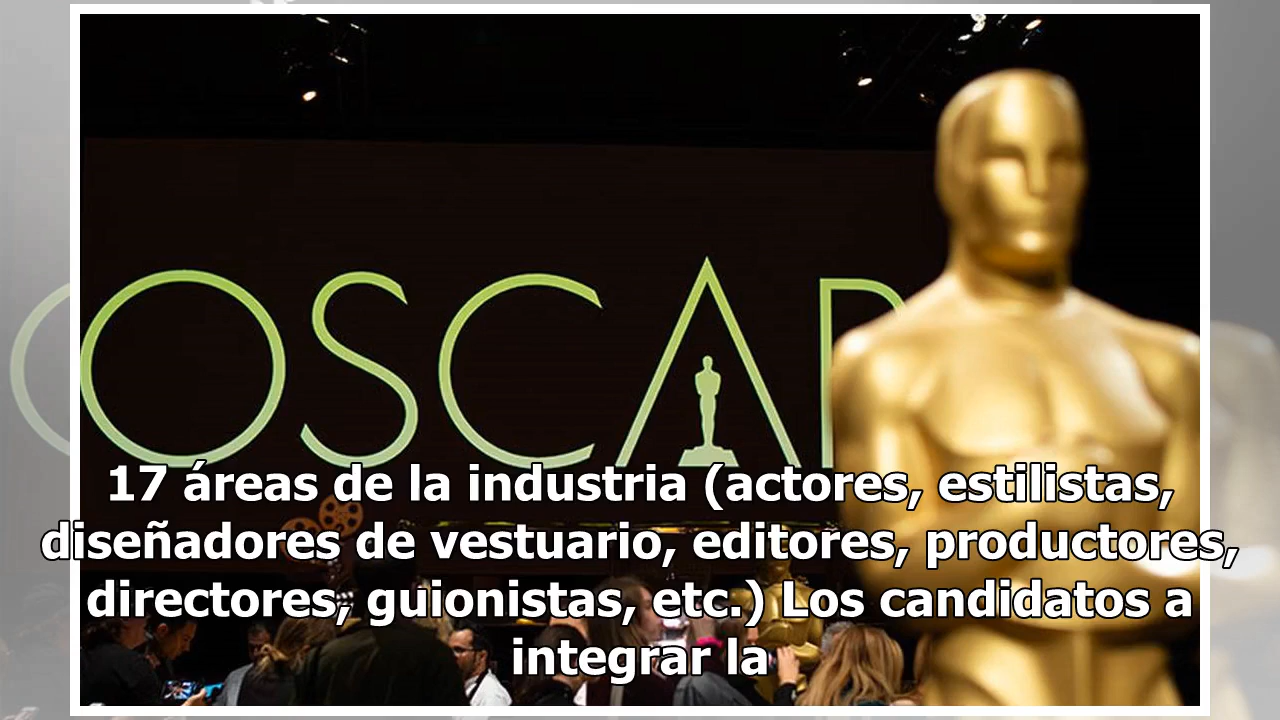 OSCAR
17 áreas de la industria (actores, estilistas,
diseñadores de vestuario, editores, productores,
directores, guionistas, etc.) Los candidatos a
integrar la